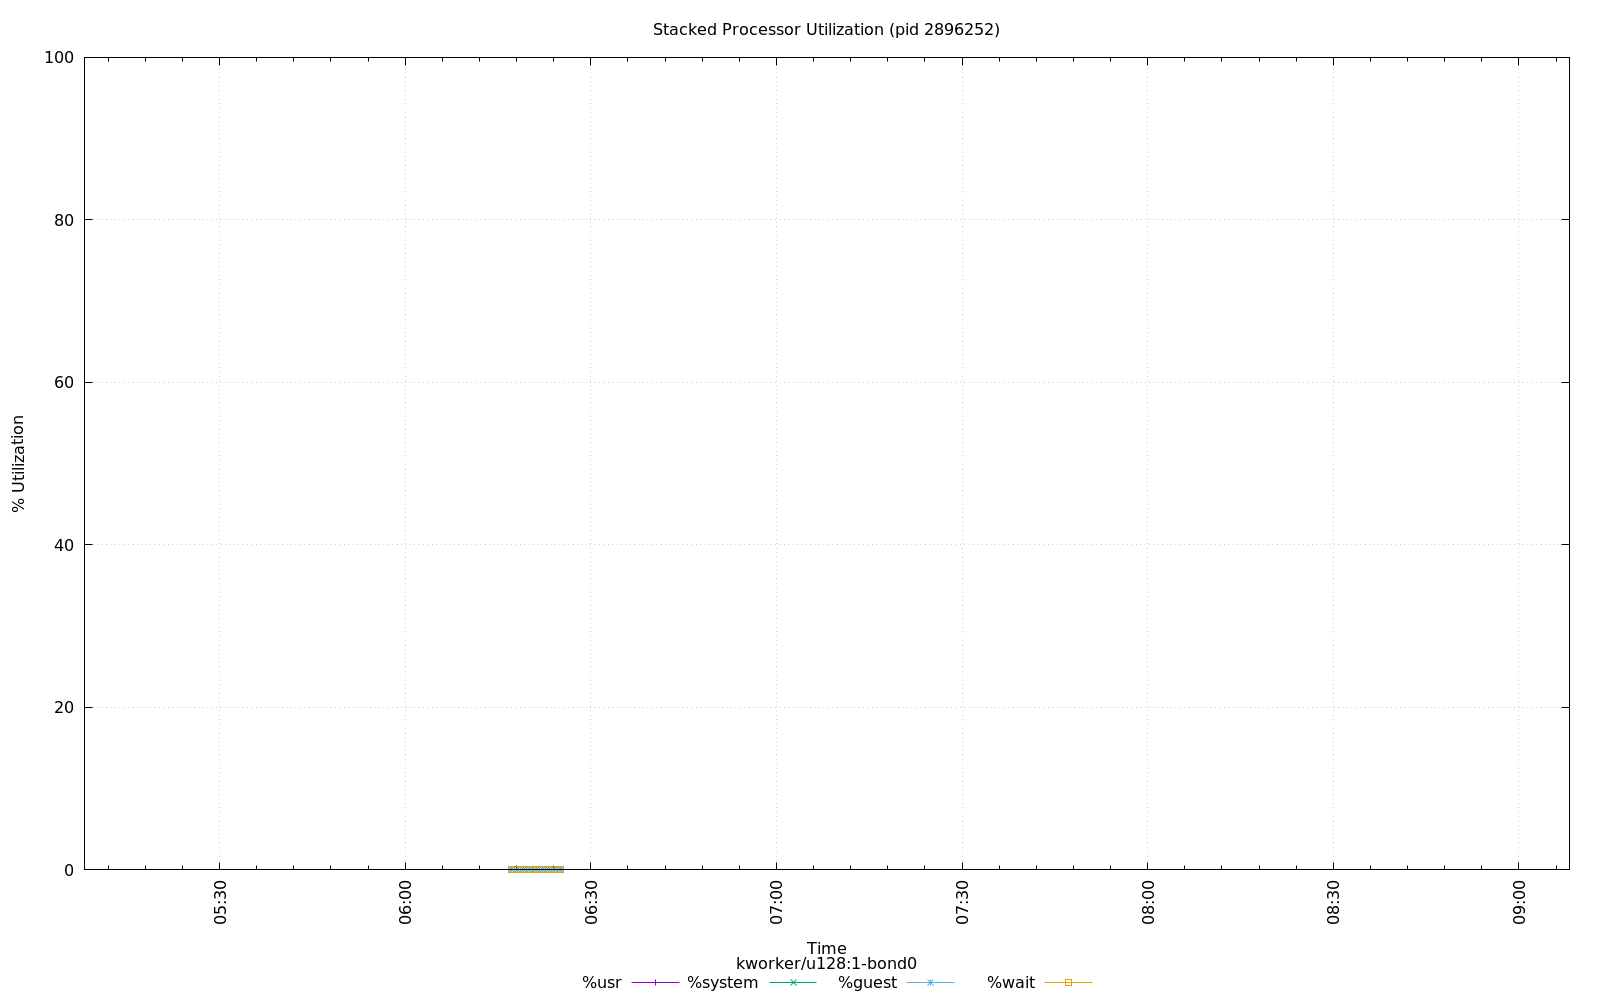 Stacked Processor Utilization (pid 2896252)
100
80
60
40
20
0
% Utilization
05:30
06:00
06:30
07:00
07:30
08:00
08:30
09:00
Time
kworker/u128:1-bond0
%usr %system %guest %wait